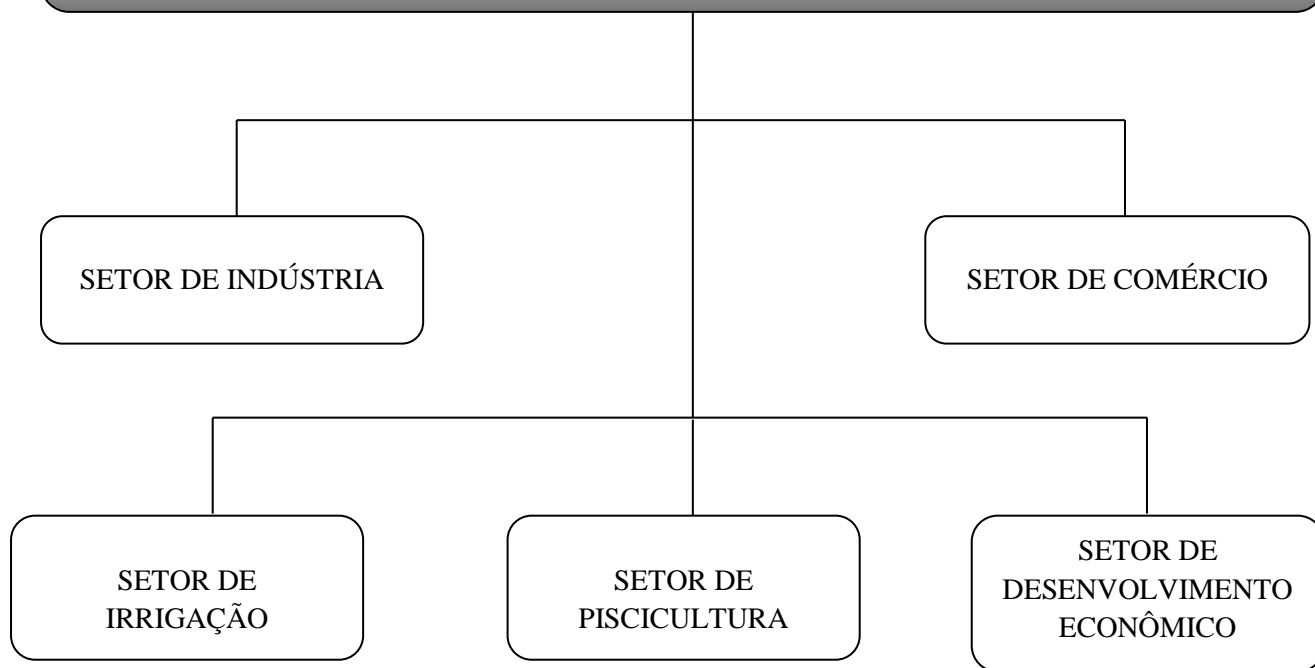 SETOR DE INDÚSTRIA
SETOR DE COMÉRCIO
SETOR DE
IRRIGAÇÃO
SETOR DE
PISCICULTURA
SETOR DE
DESENVOLVIMENTO
ECONÔMICO